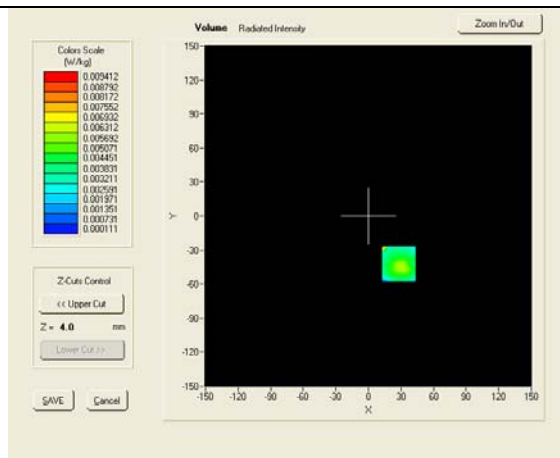 Volume Radiated Intensity
Zoom In/Out
Colors Scale
(W/kg)
0.009412
0.008792
0.008172
0.007552
0.006932
0.006312
0.005692
0.005071
0.004451
0.003831
0.003211
0.002591
0.001971
0.001351
0.000731
0.000111
Z-Cuts Control
<< Upper Cut
Z = 4.0 mm
Lower Cut >>
SAVE
Cancel
150
120
90
60
30
0
-30
-60
-90
-120
-150
Y
-150 -120 -90 -60 -30 0 30 60 90 120 150
X